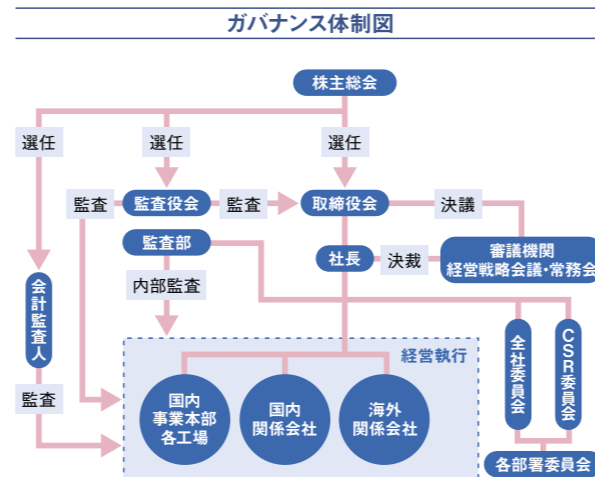 ガバナンス体制図
株主総会
選任
選任
選任
監査
監査役会
監査
取締役会
決議
監査部
社長
決裁
審議機関
経営戦略会議・常務会
内部監査
会計監査人
監査
経営執行
国内
事業本部
各工場
国内
関係会社
海外
関係会社
全社委員会
CSR委員会
各部署委員会